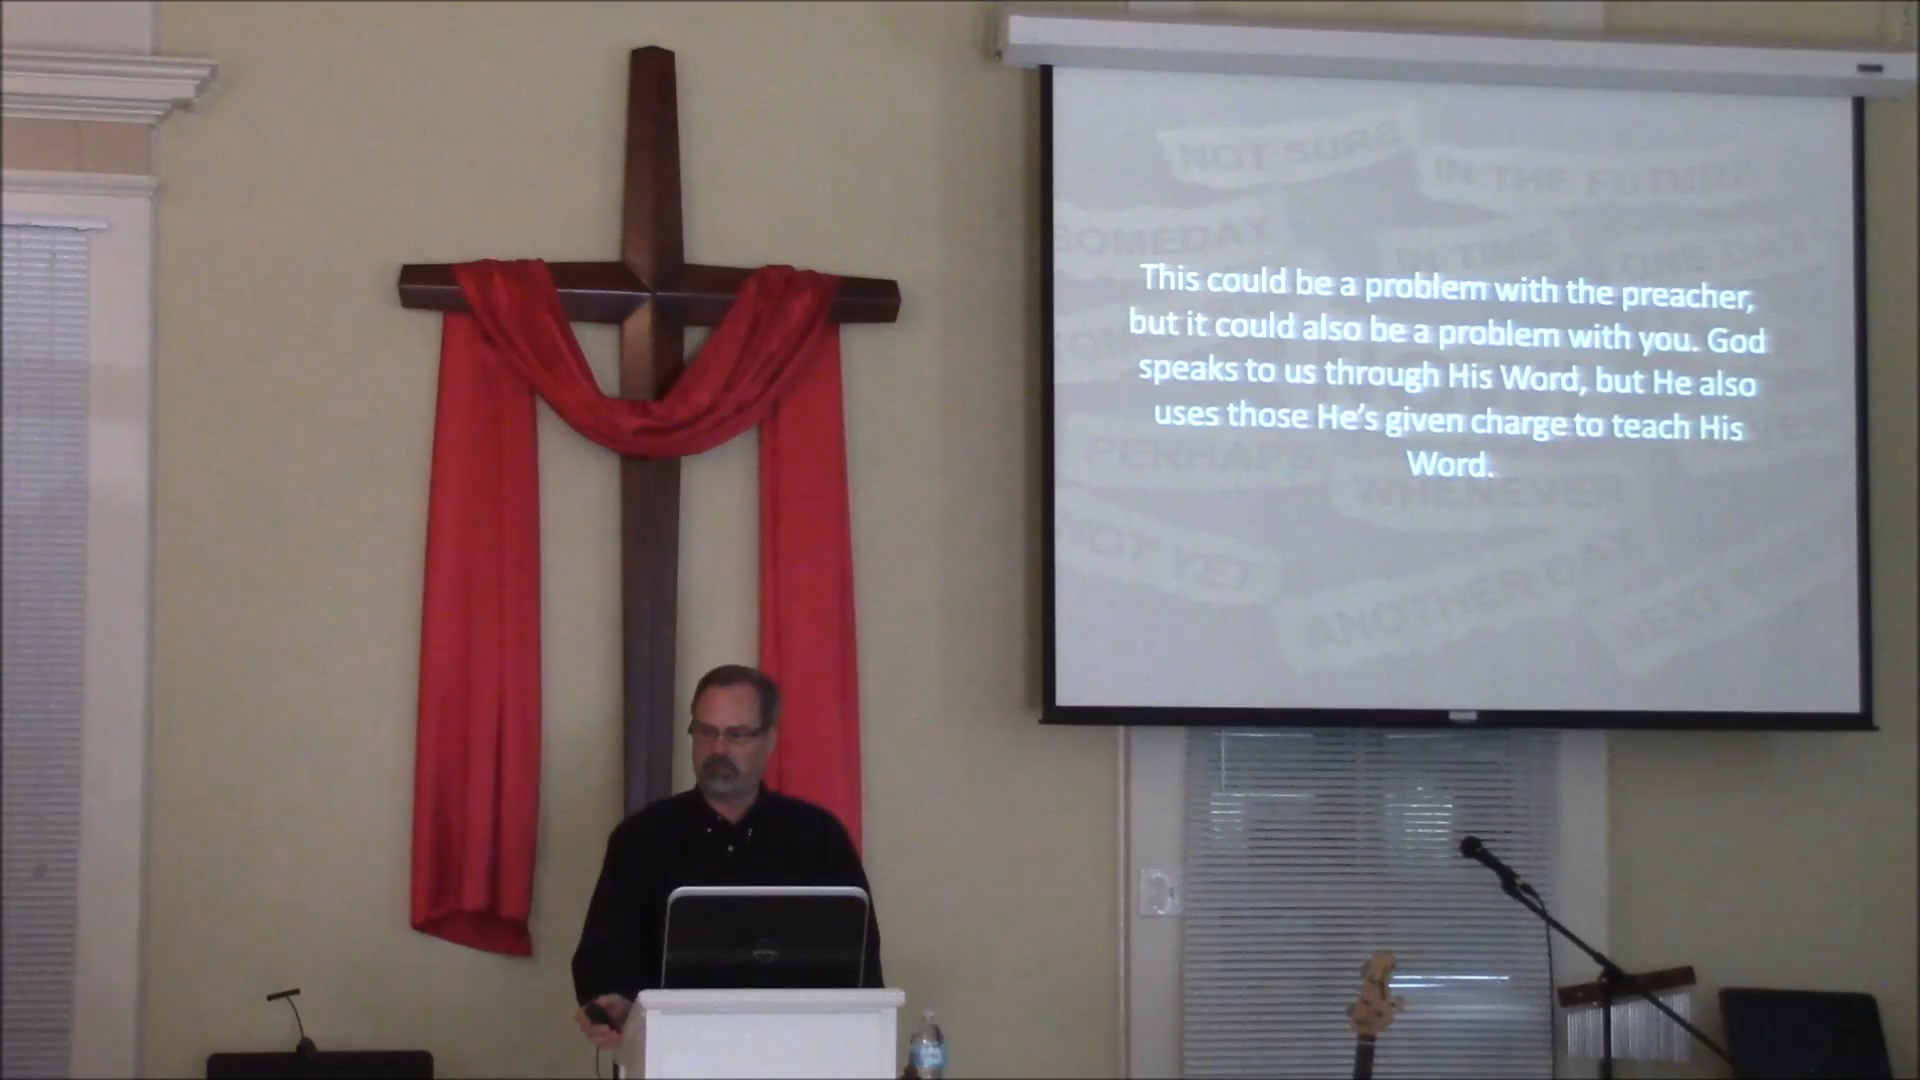 NOT SURE
IN THE FUTURE
SOMEDAY
IN TIME
ONE DAY
This could be a problem with the preacher,
but it could also be a problem with you. God
speaks to us through His Word, but He also
uses those He's given charge to teach His
Word.
PERHAPS
WHENEVER
NOT YET
ANOTHER DAY
NEXT